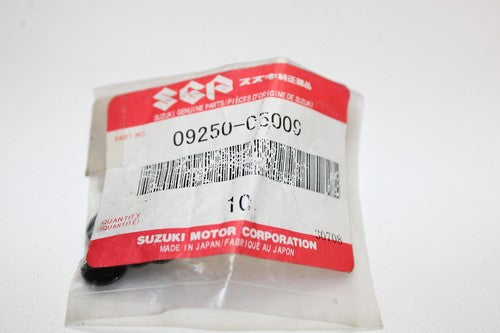 SGP スズキ純正部品
SUZUKI GENUINE PARTS/PIÈCES D'ORIGINE DE SUZUKI
PART NO.
09250-05009
10
QUANTITY
(QUANTITÉ)
30708
SUZUKI MOTOR CORPORATION
MADE IN JAPAN/FABRIQUÉ AU JAPON